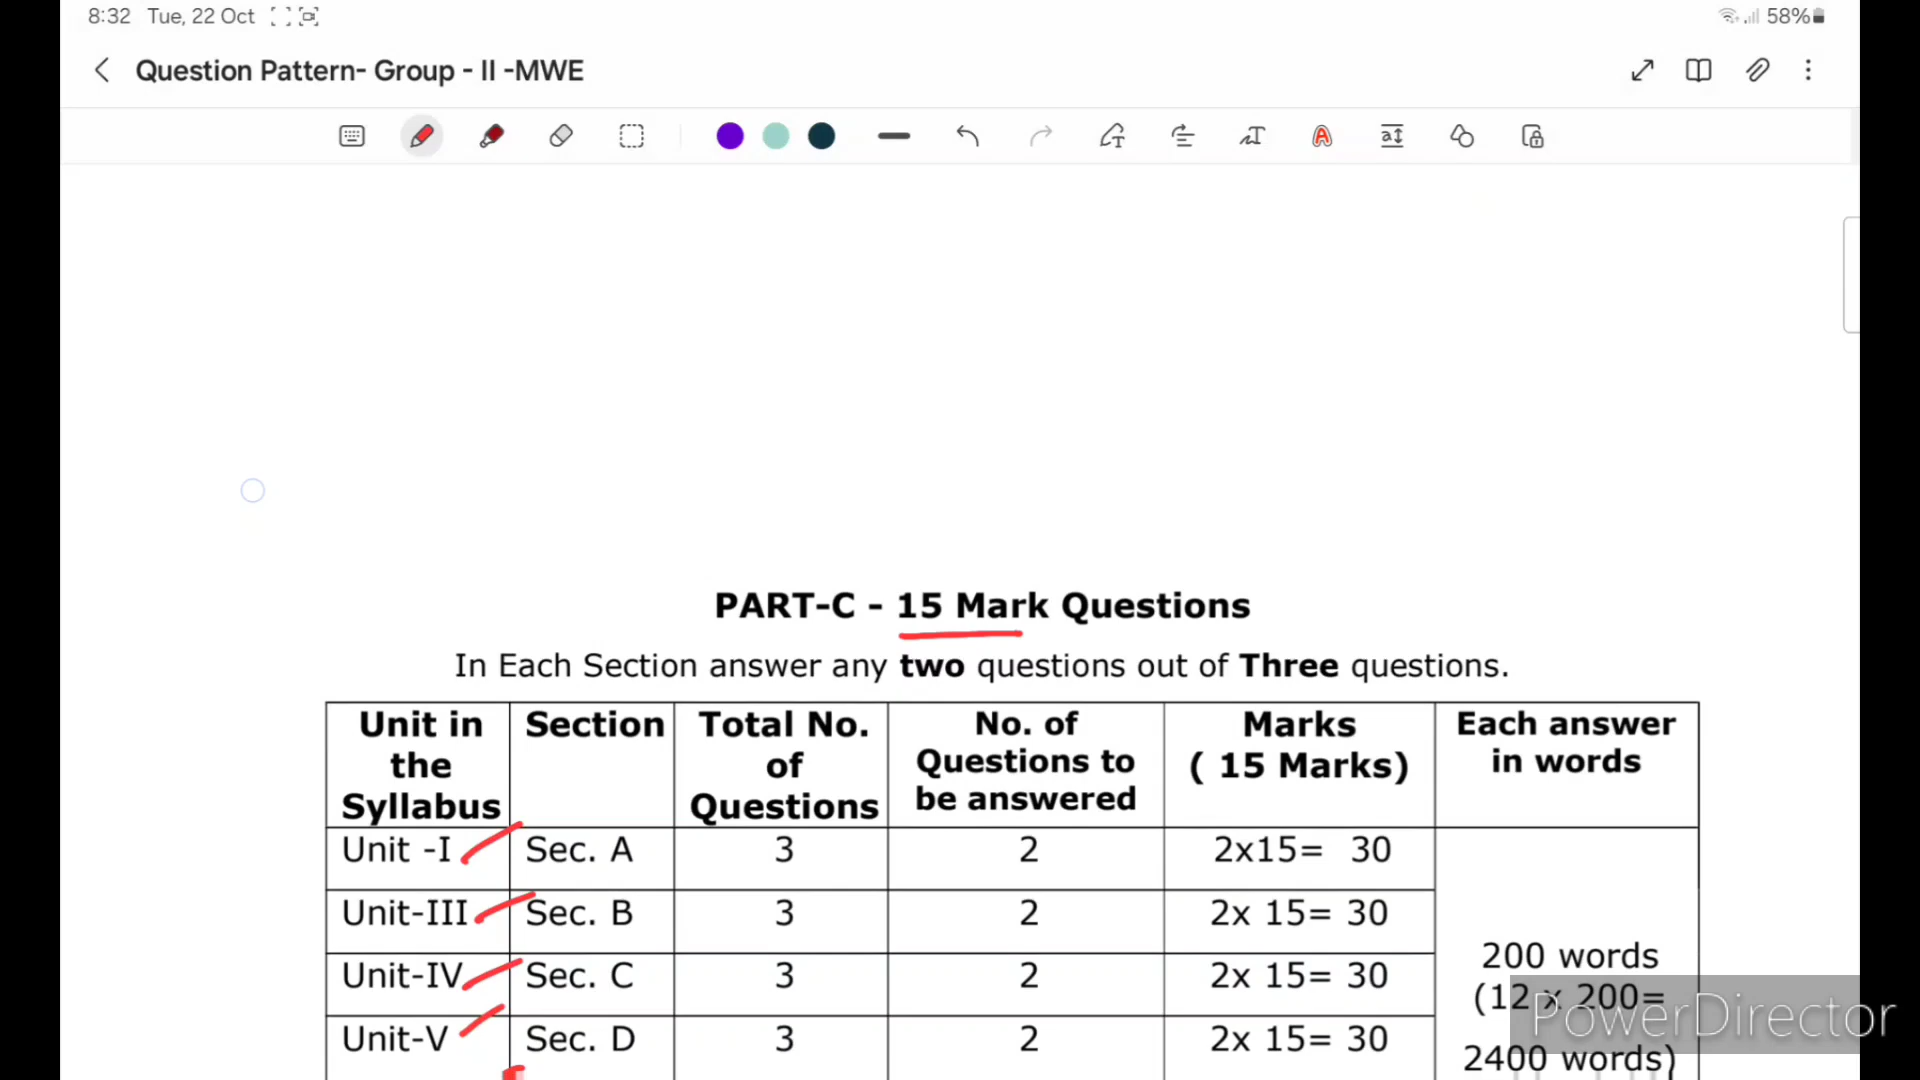 8:32 Tue, 22 Oct 58%
Question Pattern- Group - II -MWE
PART-C - 15 Mark Questions
In Each Section answer any two questions out of Three questions.
Unit in the Syllabus Section Total No. of Questions No. of Questions to be answered Marks ( 15 Marks) Each answer in words
Unit -I Sec. A 3 2 2x15= 30
Unit-III Sec. B 3 2 2x 15= 30
Unit-IV Sec. C 3 2 2x 15= 30
Unit-V Sec. D 3 2 2x 15= 30
200 words
(12 x 200=
2400 words)
PowerDirector